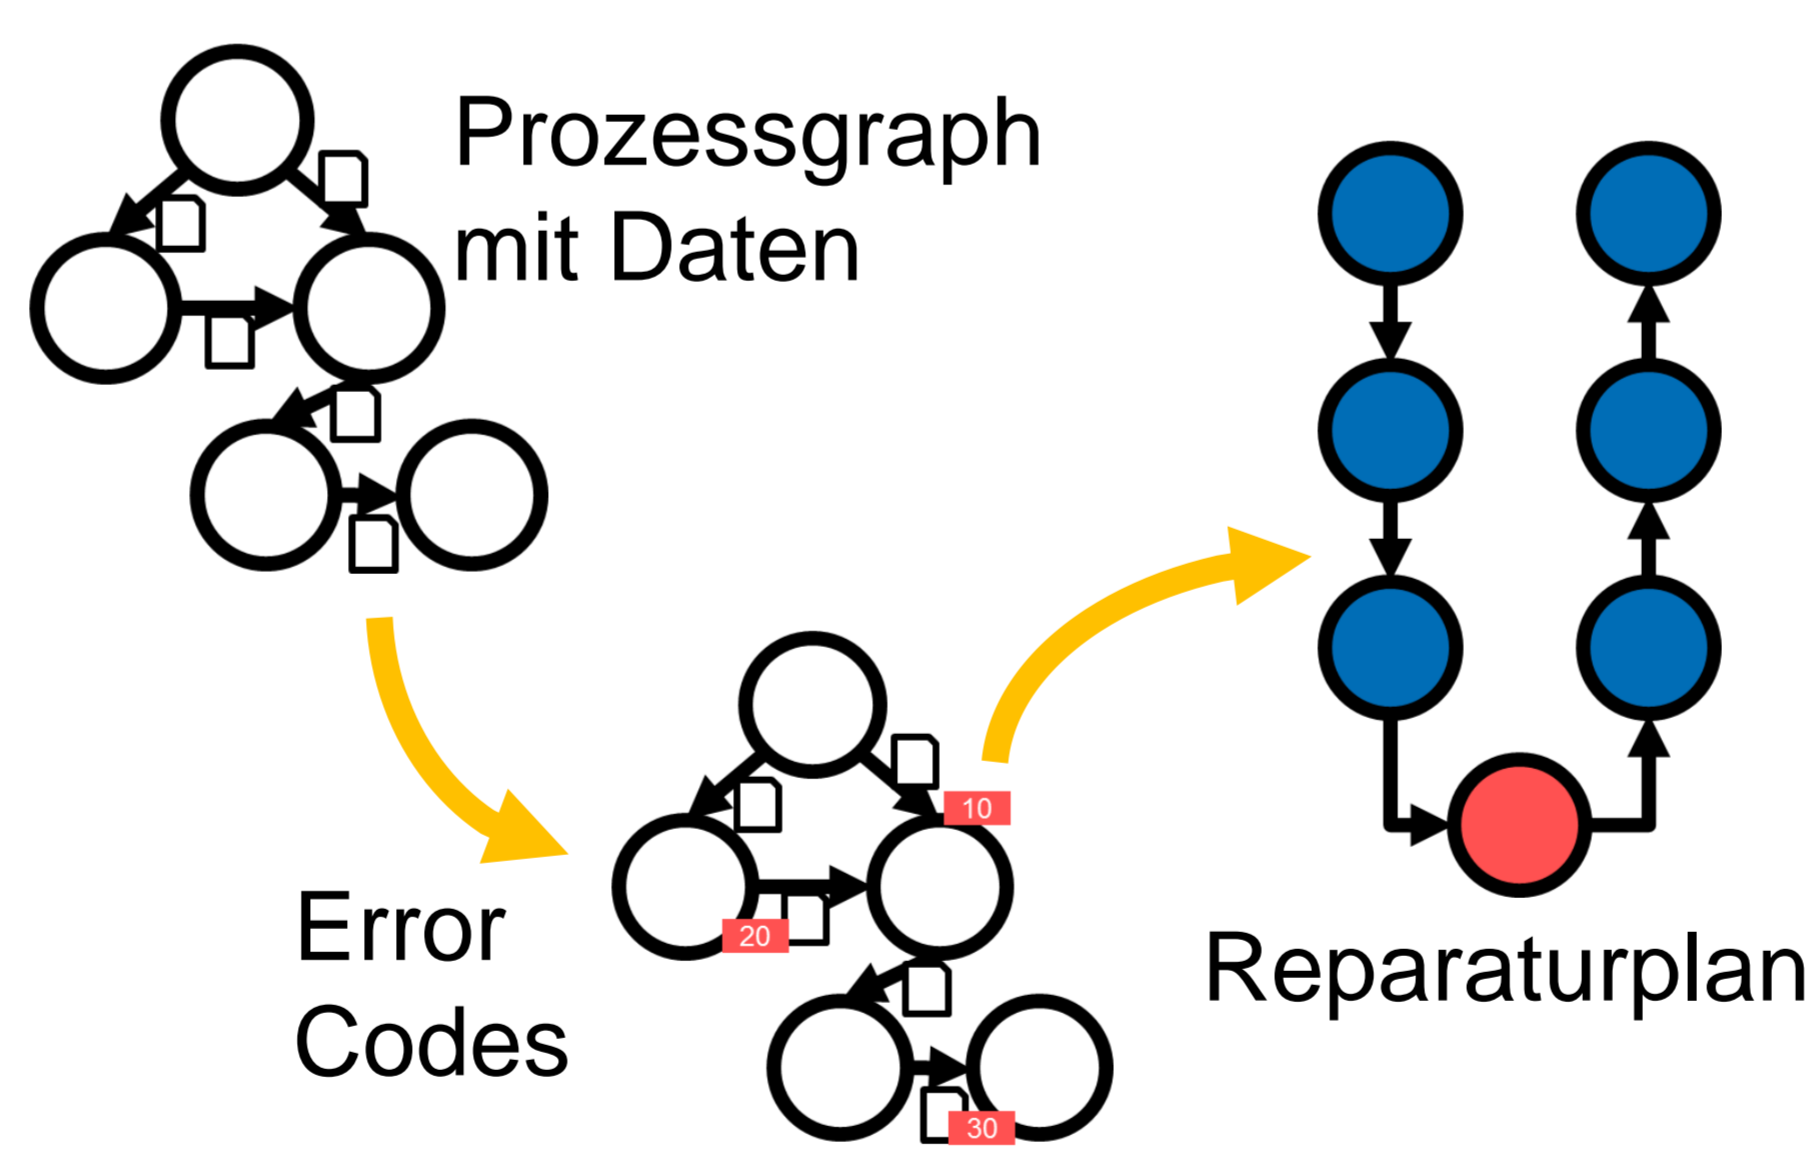 Prozessgraph
mit Daten
Error
Codes
10
20
30
Reparaturplan